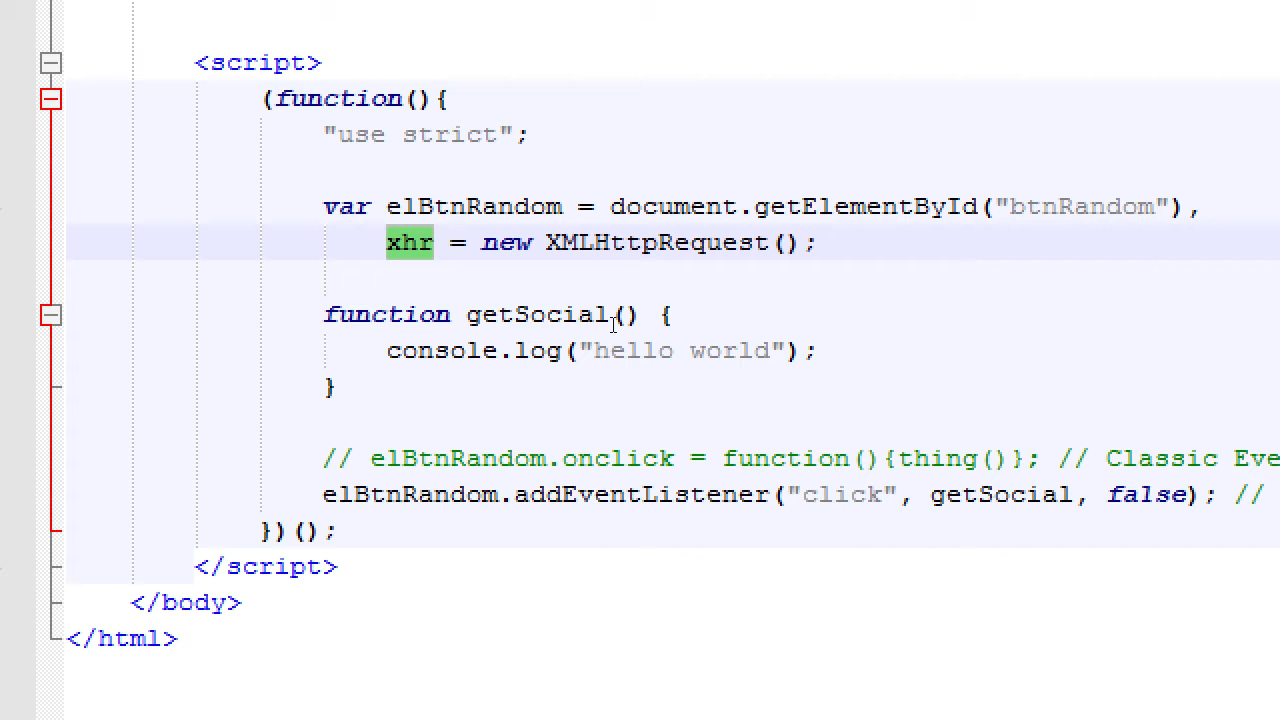 <script>
(function(){
"use strict";
var elBtnRandom = document.getElementById("btnRandom"),
xhr = new XMLHttpRequest();
function getSocial() {
console.log("hello world");
}
// elBtnRandom.onclick = function(){thing()}; // Classic Eve
elBtnRandom.addEventListener("click", getSocial, false); //
})();
</script>
</body>
</html>